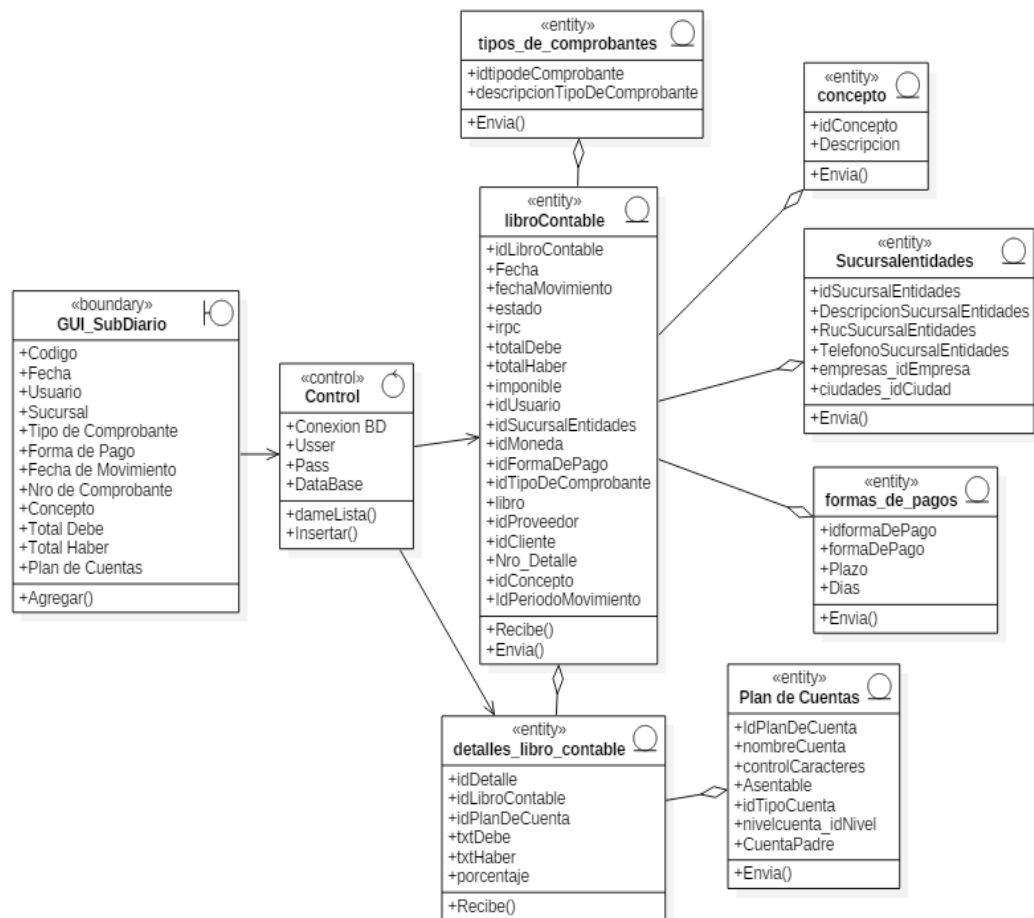 «entity»
tipos_de_comprobantes
+idtipodeComprobante
+descripcionTipoDeComprobante
+Envia()
«entity»
concepto
+idConcepto
+Descripcion
+Envia()
«entity»
libroContable
+idLibroContable
+Fecha
+fechaMovimiento
+estado
+irpc
+totalDebe
+totalHaber
+imponible
+idUsuario
+idSucursalEntidades
+idMoneda
+idFormaDePago
+idTipoDeComprobante
+libro
+idProveedor
+idCliente
+Nro_Detalle
+idConcepto
+IdPeriodoMovimiento
+Recibe()
+Envia()
«entity»
Sucursalentidades
+idSucursalEntidades
+DescripcionSucursalEntidades
+RucSucursalEntidades
+TelefonoSucursalEntidades
+empresas_idEmpresa
+ciudades_idCiudad
+Envia()
«boundary»
GUI_SubDiario
+Codigo
+Fecha
+Usuario
+Sucursal
+Tipo de Comprobante
+Forma de Pago
+Fecha de Movimiento
+Nro de Comprobante
+Concepto
+Total Debe
+Total Haber
+Plan de Cuentas
+Agregar()
«control»
Control
+Conexion BD
+Usser
+Pass
+DataBase
+dameLista()
+Insertar()
«entity»
formas_de_pagos
+idformaDePago
+formaDePago
+Plazo
+Dias
+Envia()
«entity»
Plan de Cuentas
+IdPlanDeCuenta
+nombreCuenta
+controlCaracteres
+Asentable
+idTipoCuenta
+nivelcuenta_idNivel
+CuentaPadre
+Envia()
«entity»
detalles_libro_contable
+idDetalle
+idLibroContable
+idPlanDeCuenta
+txtDebe
+txtHaber
+porcentaje
+Recibe()